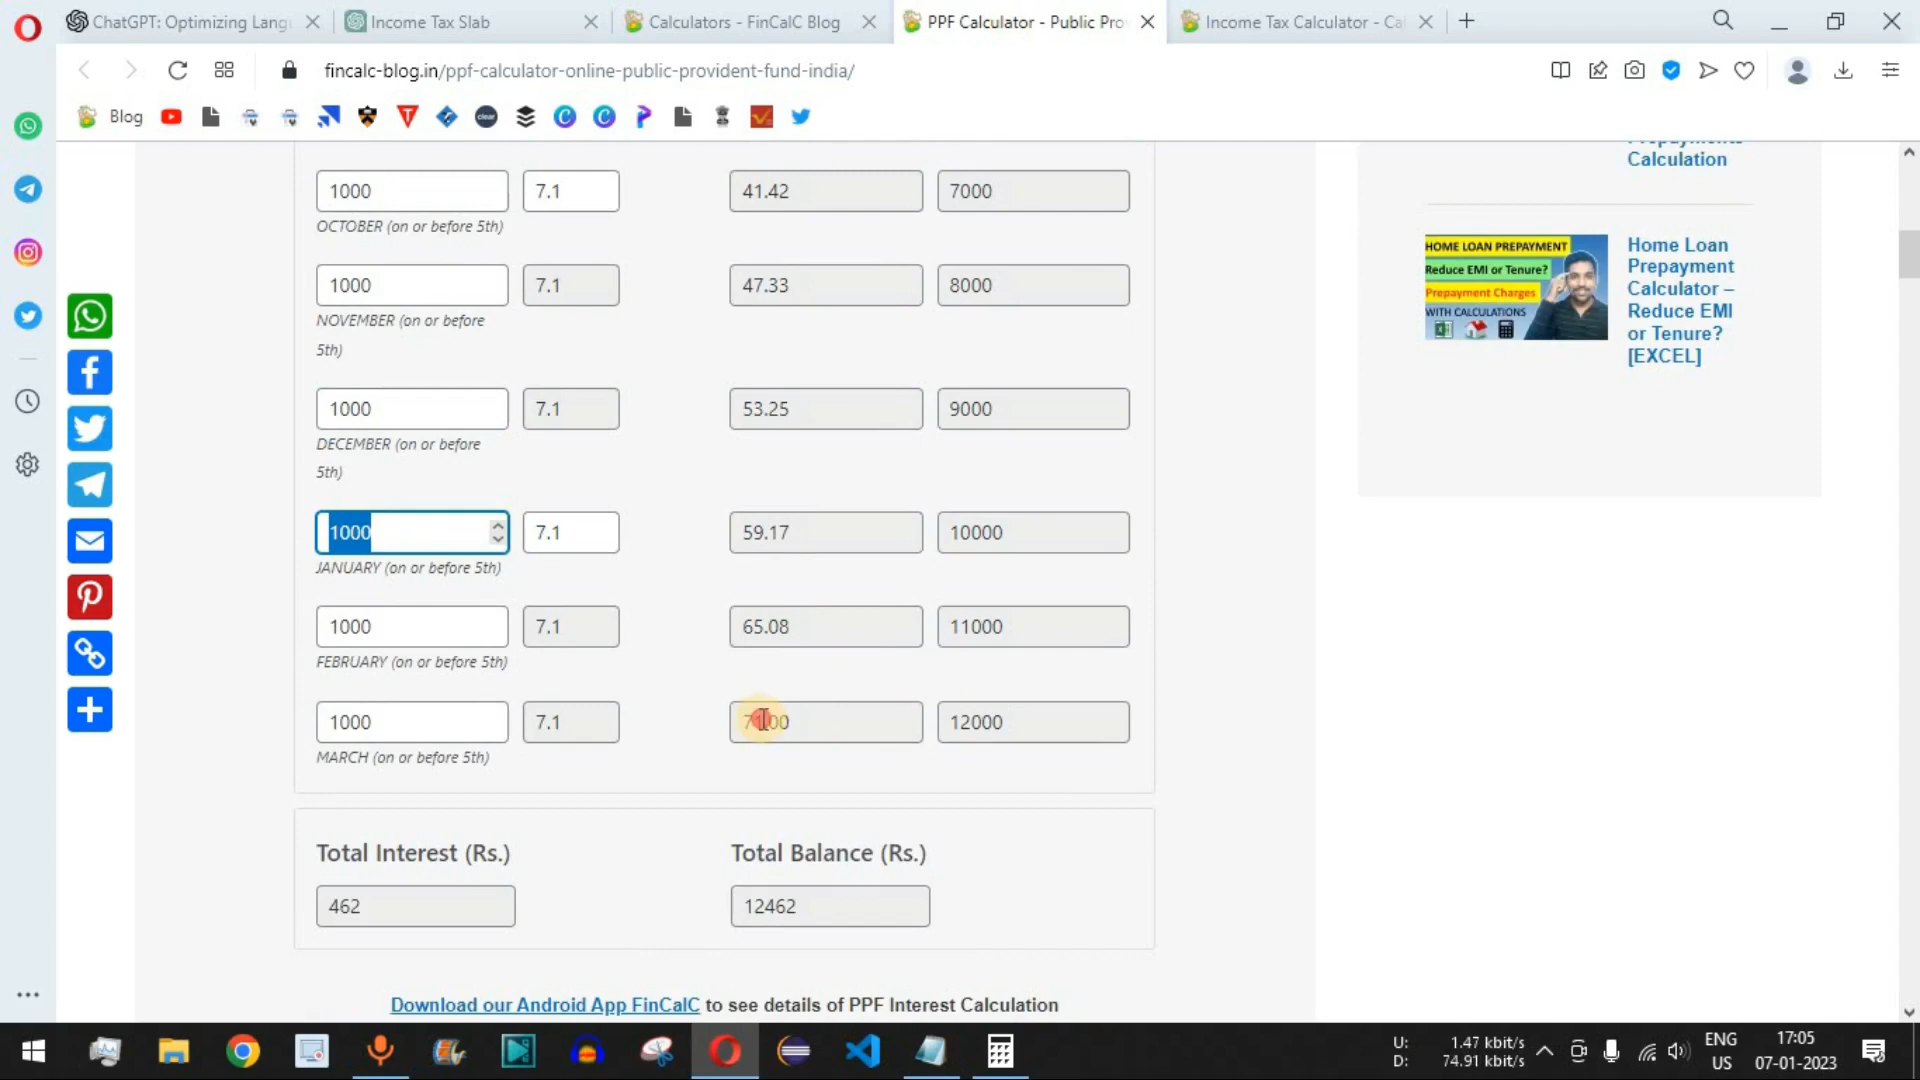 ChatGPT: Optimizing Lang
Income Tax Slab
Calculators - FinCalC Blog
PPF Calculator - Public Pro
Income Tax Calculator - Ca
fincalc-blog.in/ppf-calculator-online-public-provident-fund-india/
Blog
clear
1000 7.1 41.42 7000
OCTOBER (on or before 5th)
1000 7.1 47.33 8000
NOVEMBER (on or before
5th)
1000 7.1 53.25 9000
DECEMBER (on or before
5th)
1000 7.1 59.17 10000
JANUARY (on or before 5th)
1000 7.1 65.08 11000
FEBRUARY (on or before 5th)
1000 7.1 71.00 12000
MARCH (on or before 5th)
Total Interest (Rs.) Total Balance (Rs.)
462 12462
Download our Android App FinCalC to see details of PPF Interest Calculation
Prepayments
Calculation
HOME LOAN PREPAYMENT
Reduce EMI or Tenure?
Prepayment Charges
WITH CALCULATIONS
Home Loan
Prepayment
Calculator –
Reduce EMI
or Tenure?
[EXCEL]
U: 1.47 kbit/s
D: 74.91 kbit/s
ENG
US
17:05
07-01-2023